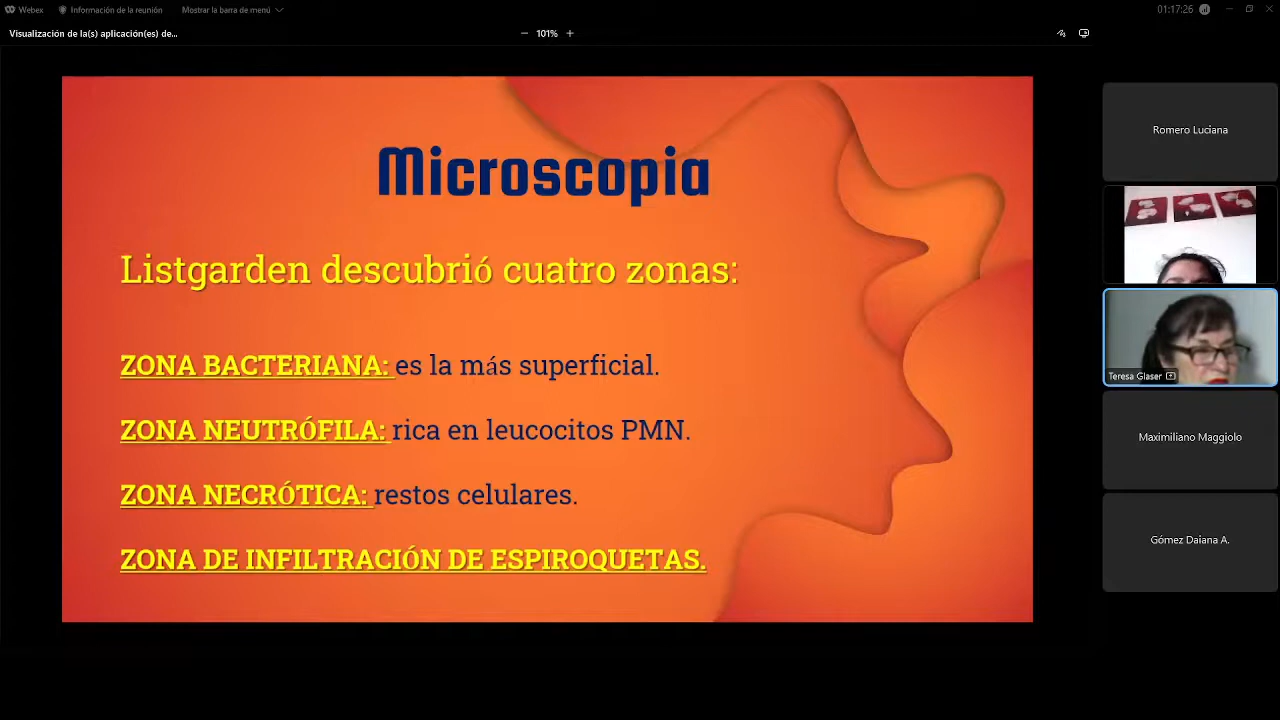 Webex
Información de la reunión
Mostrar la barra de menú
01:17:26
Visualización de la(s) aplicación(es) de...
101%
Microscopia
Listgarden descubrió cuatro zonas:
ZONA BACTERIANA: es la más superficial.
ZONA NEUTRÓFILA: rica en leucocitos PMN.
ZONA NECRÓTICA: restos celulares.
ZONA DE INFILTRACIÓN DE ESPIROQUETAS.
Romero Luciana
Teresa Glaser
Maximiliano Maggiolo
Gómez Daiana A.